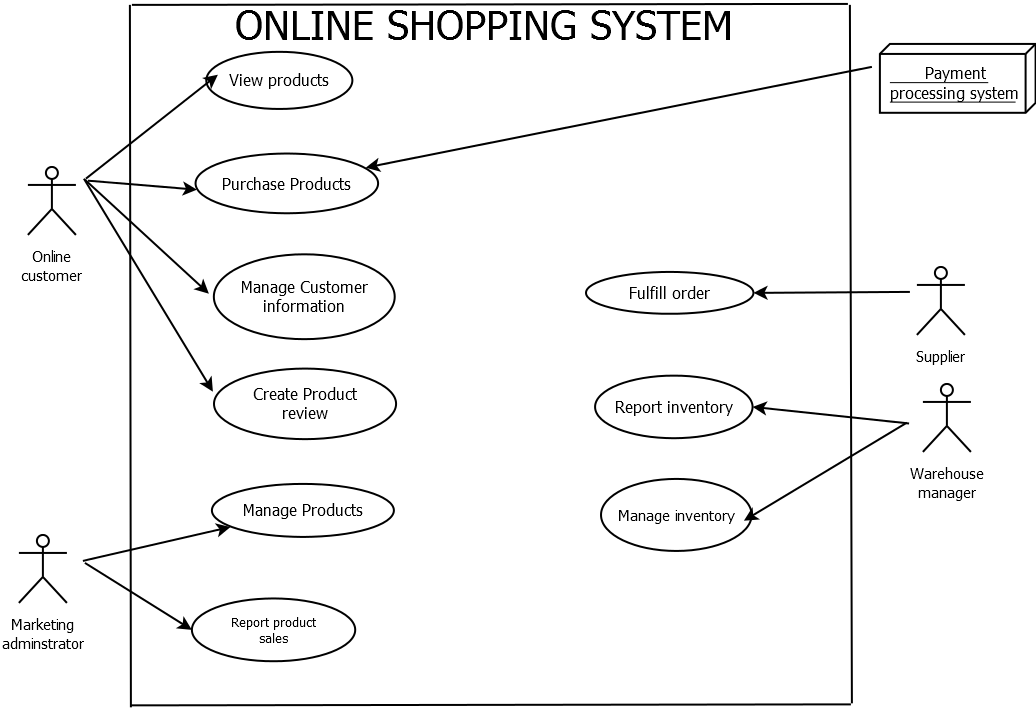 ONLINE SHOPPING SYSTEM
View products
Payment
processing system
Purchase Products
Online
customer
Manage Customer
information
Fulfill order
Supplier
Create Product
review
Report inventory
Warehouse
manager
Manage Products
Manage inventory
Marketing
adminstrator
Report product
sales